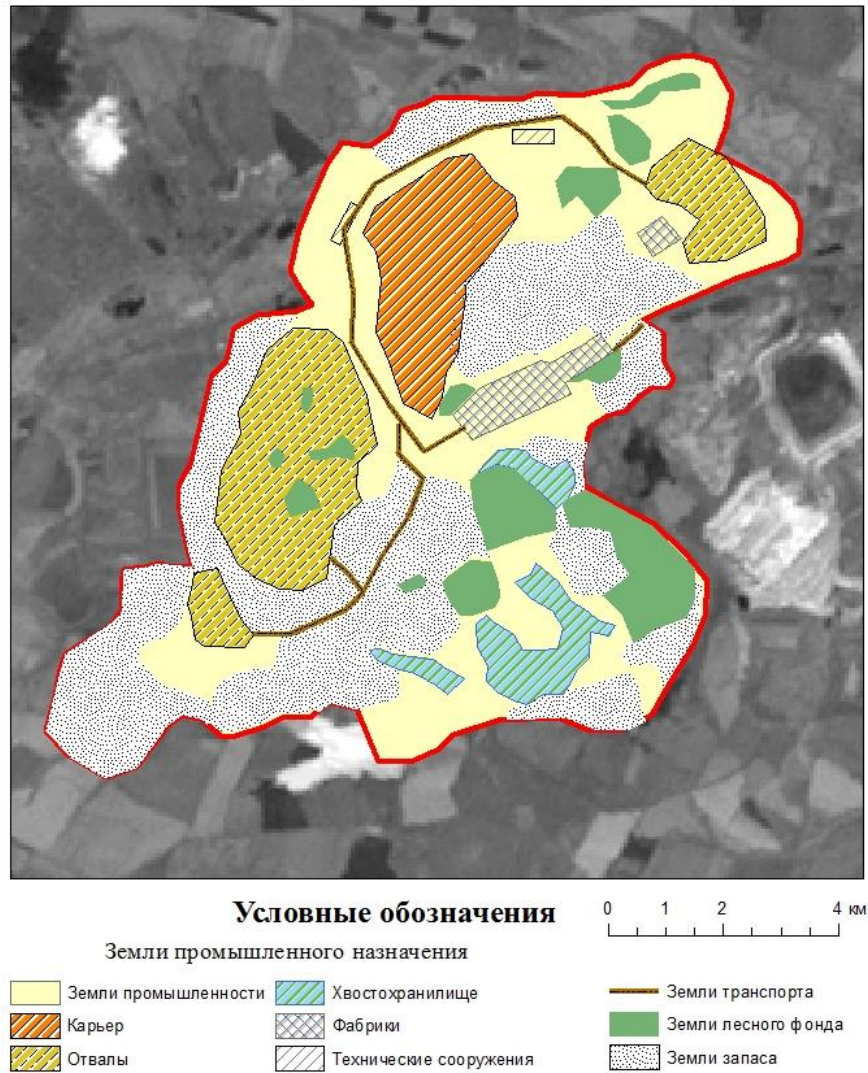 Условные обозначения
0 1 2 4 км
Земли промышленного назначения
Земли промышленности
Хвостохранилище
Земли транспорта
Карьер
Фабрики
Земли лесного фонда
Отвалы
Технические сооружения
Земли запаса